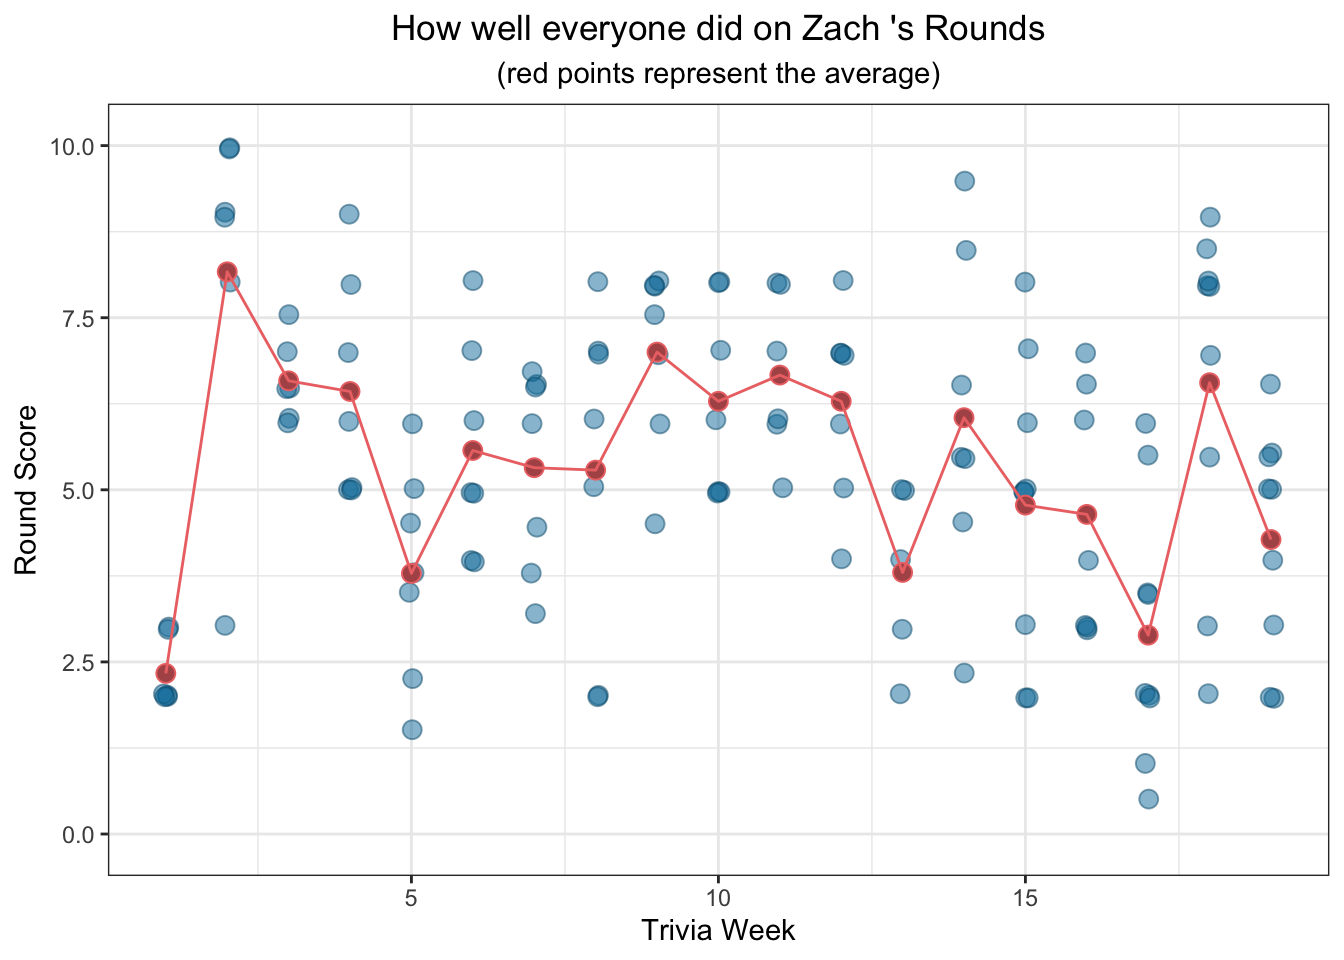 How well everyone did on Zach 's Rounds
(red points represent the average)
10.0
7.5
5.0
2.5
0.0
Round Score
5
10
15
Trivia Week